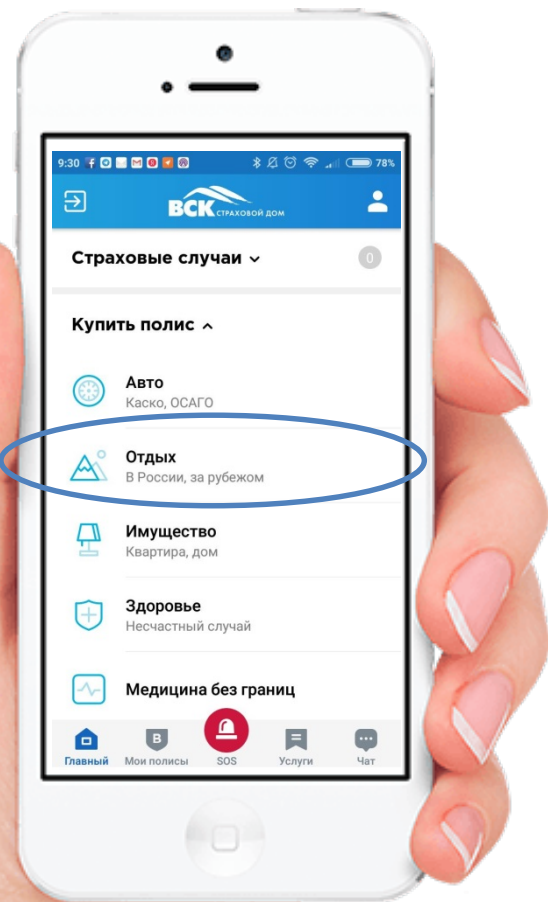 9:30
78%
ВСК СТРАХОВОЙ ДОМ
Страховые случаи
0
Купить полис
Авто
Каско, ОСАГО
Отдых
В России, за рубежом
Имущество
Квартира, дом
Здоровье
Несчастный случай
Медицина без границ
B
Главный Мои полисы SOS Услуги Чат